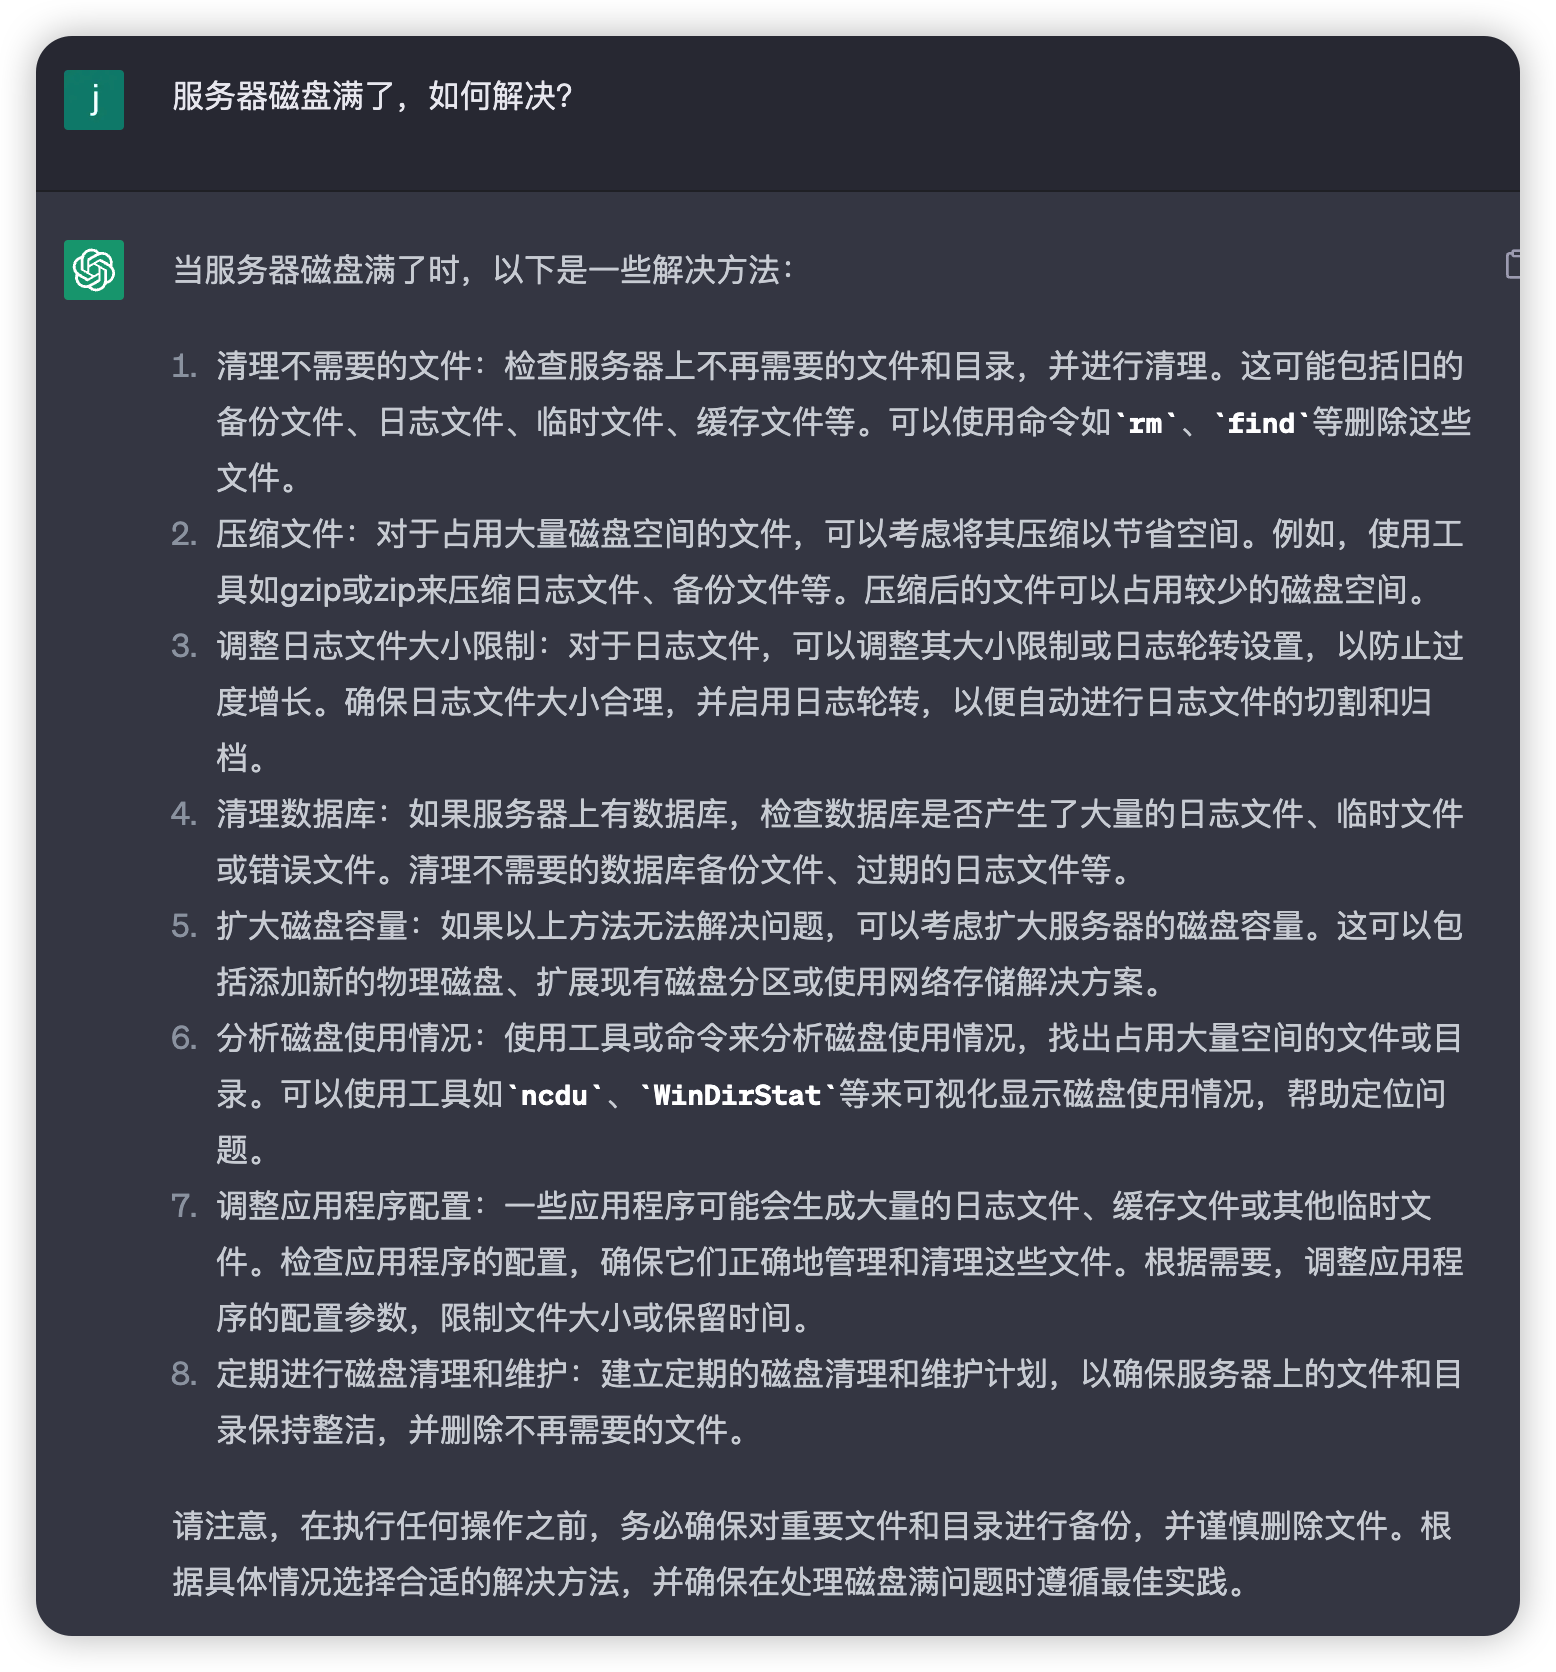 j
服务器磁盘满了，如何解决？
当服务器磁盘满了时，以下是一些解决方法：
1. 清理不需要的文件：检查服务器上不再需要的文件和目录，并进行清理。这可能包括旧的
备份文件、日志文件、临时文件、缓存文件等。可以使用命令如`rm`、`find`等删除这些
文件。
2. 压缩文件：对于占用大量磁盘空间的文件，可以考虑将其压缩以节省空间。例如，使用工
具如gzip或zip来压缩日志文件、备份文件等。压缩后的文件可以占用较少的磁盘空间。
3. 调整日志文件大小限制：对于日志文件，可以调整其大小限制或日志轮转设置，以防止过
度增长。确保日志文件大小合理，并启用日志轮转，以便自动进行日志文件的切割和归
档。
4. 清理数据库：如果服务器上有数据库，检查数据库是否产生了大量的日志文件、临时文件
或错误文件。清理不需要的数据库备份文件、过期的日志文件等。
5. 扩大磁盘容量：如果以上方法无法解决问题，可以考虑扩大服务器的磁盘容量。这可以包
括添加新的物理磁盘、扩展现有磁盘分区或使用网络存储解决方案。
6. 分析磁盘使用情况：使用工具或命令来分析磁盘使用情况，找出占用大量空间的文件或目
录。可以使用工具如`ncdu`、`WinDirStat`等来可视化显示磁盘使用情况，帮助定位问
题。
7. 调整应用程序配置：一些应用程序可能会生成大量的日志文件、缓存文件或其他临时文
件。检查应用程序的配置，确保它们正确地管理和清理这些文件。根据需要，调整应用程
序的配置参数，限制文件大小或保留时间。
8. 定期进行磁盘清理和维护：建立定期的磁盘清理和维护计划，以确保服务器上的文件和目
录保持整洁，并删除不再需要的文件。
请注意，在执行任何操作之前，务必确保对重要文件和目录进行备份，并谨慎删除文件。根
据具体情况选择合适的解决方法，并确保在处理磁盘满问题时遵循最佳实践。